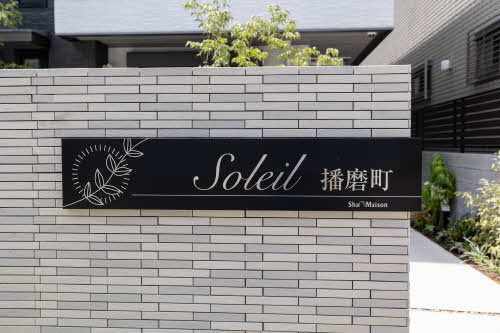 Soleil 播磨町
Sha Maison